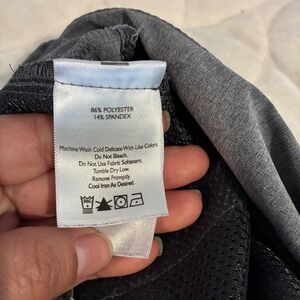 86% POLYESTER
14% SPANDEX
Machine Wash Cold Delicate With Like Colors.
Do Not Bleach.
Do Not Use Fabric Softeners.
Tumble Dry Low.
Remove Promptly.
Cool Iron As Desired.